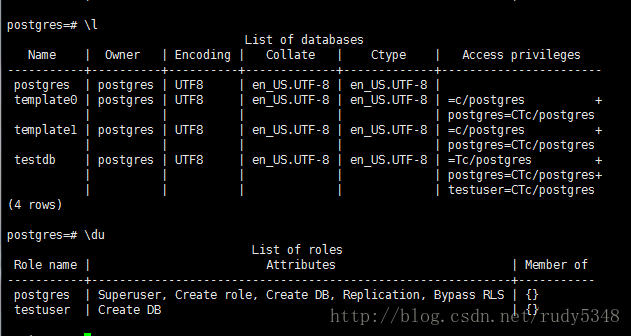 postgres=# \l
                                  List of databases
   Name    |  Owner   | Encoding |   Collate   |    Ctype    |   Access privileges
-----------+----------+----------+-------------+-------------+-----------------------
 postgres  | postgres | UTF8     | en_US.UTF-8 | en_US.UTF-8 |
 template0 | postgres | UTF8     | en_US.UTF-8 | en_US.UTF-8 | =c/postgres          +
           |          |          |             |             | postgres=CTc/postgres
 template1 | postgres | UTF8     | en_US.UTF-8 | en_US.UTF-8 | =c/postgres          +
           |          |          |             |             | postgres=CTc/postgres
 testdb    | postgres | UTF8     | en_US.UTF-8 | en_US.UTF-8 | =Tc/postgres         +
           |          |          |             |             | postgres=CTc/postgres+
           |          |          |             |             | testuser=CTc/postgres
(4 rows)
postgres=# \du
                                   List of roles
 Role name |                         Attributes                         | Member of
-----------+------------------------------------------------------------+-----------
 postgres  | Superuser, Create role, Create DB, Replication, Bypass RLS | {}
 testuser  | Create DB                                                  | {}
http://blog.csdn.net/rudy5348